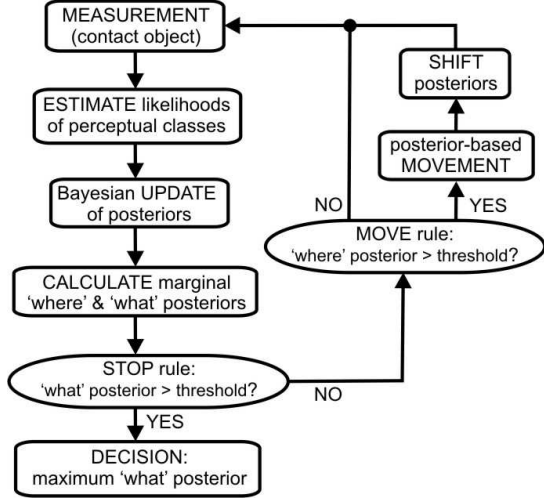 MEASUREMENT
(contact object)
ESTIMATE likelihoods
of perceptual classes
Bayesian UPDATE
of posteriors
CALCULATE marginal
‘where’ & ‘what’ posteriors
STOP rule:
‘what’ posterior > threshold?
YES
DECISION:
maximum ‘what’ posterior
NO
MOVE rule:
‘where’ posterior > threshold?
NO
YES
posterior-based
MOVEMENT
SHIFT
posteriors